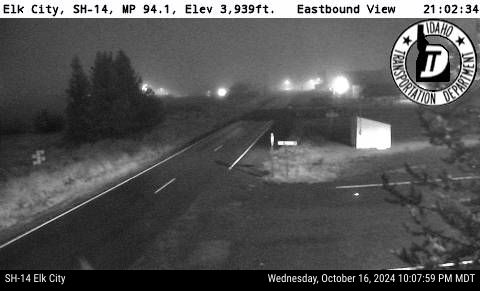 Elk City, SH-14, MP 94.1, Elev 3,939ft. Eastbound View 21:02:34
IDAHO
TRANSPORTATION DEPARTMENT
SH-14 Elk City Wednesday, October 16, 2024 10:07:59 PM MDT